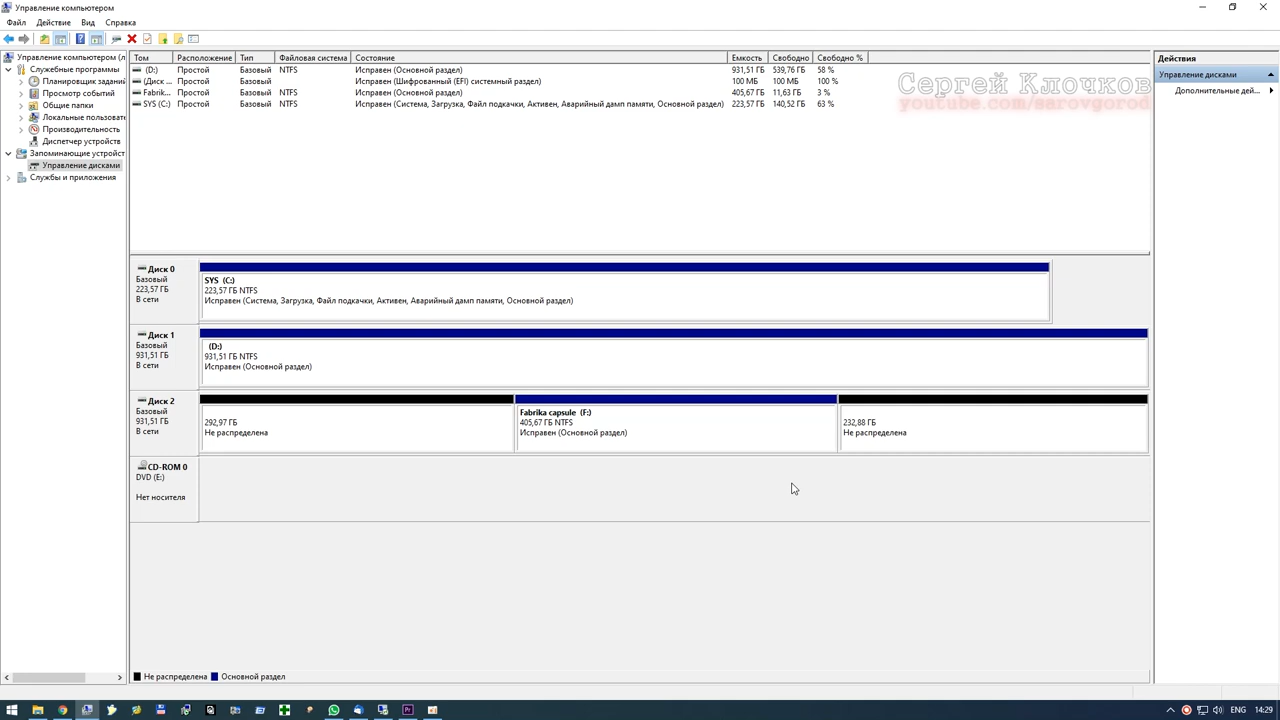 Управление компьютером
Файл Действие Вид Справка
Управление компьютером (л
Служебные программы
Планировщик задани
Просмотр событий
Общие папки
Локальные пользовате
Производительность
Диспетчер устройств
Запоминающие устройст
Управление дисками
Службы и приложения
Том Расположение Тип Файловая система Состояние Емкость Свободно Свободно %
(D:) Простой Базовый NTFS Исправен (Основной раздел) 931,51 ГБ 539,76 ГБ 58 %
(Диск ... Простой Базовый Исправен (Шифрованный (EFI) системный раздел) 100 МБ 100 МБ 100 %
Fabrik... Простой Базовый NTFS Исправен (Основной раздел) 405,67 ГБ 11,63 ГБ 3 %
SYS (C:) Простой Базовый NTFS Исправен (Система, Загрузка, Файл подкачки, Активен, Аварийный дамп памяти, Основной раздел) 223,57 ГБ 140,52 ГБ 63 %
Сергей Клочков
youtube.com/sarovgorod
Действия
Управление дисками
Дополнительные дей...
Диск 0
Базовый
223,57 ГБ
В сети
SYS (C:)
223,57 ГБ NTFS
Исправен (Система, Загрузка, Файл подкачки, Активен, Аварийный дамп памяти, Основной раздел)
Диск 1
Базовый
931,51 ГБ
В сети
(D:)
931,51 ГБ NTFS
Исправен (Основной раздел)
Диск 2
Базовый
931,51 ГБ
В сети
292,97 ГБ
Не распределена
Fabrika capsule (F:)
405,67 ГБ NTFS
Исправен (Основной раздел)
232,88 ГБ
Не распределена
CD-ROM 0
DVD (E:)
Нет носителя
Не распределена Основной раздел
ENG 14:29